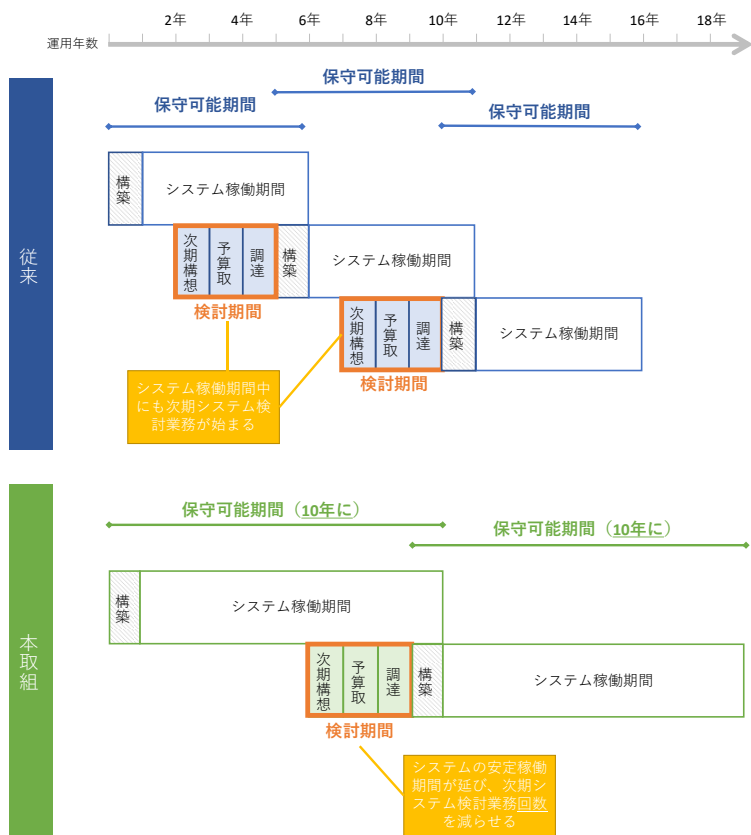 2年 4年 6年 8年 10年 12年 14年 16年 18年
運用年数
従来
保守可能期間
保守可能期間
保守可能期間
構築
システム稼働期間
次期構想
予算取
調達
構築
システム稼働期間
検討期間
次期構想
予算取
調達
構築
システム稼働期間
検討期間
システム稼働期間中
にも次期システム検
討業務が始まる
本取組
保守可能期間（10年に）
保守可能期間（10年に）
構築
システム稼働期間
次期構想
予算取
調達
構築
システム稼働期間
検討期間
システムの安定稼働
期間が延び、次期シ
ステム検討業務回数
を減らせる